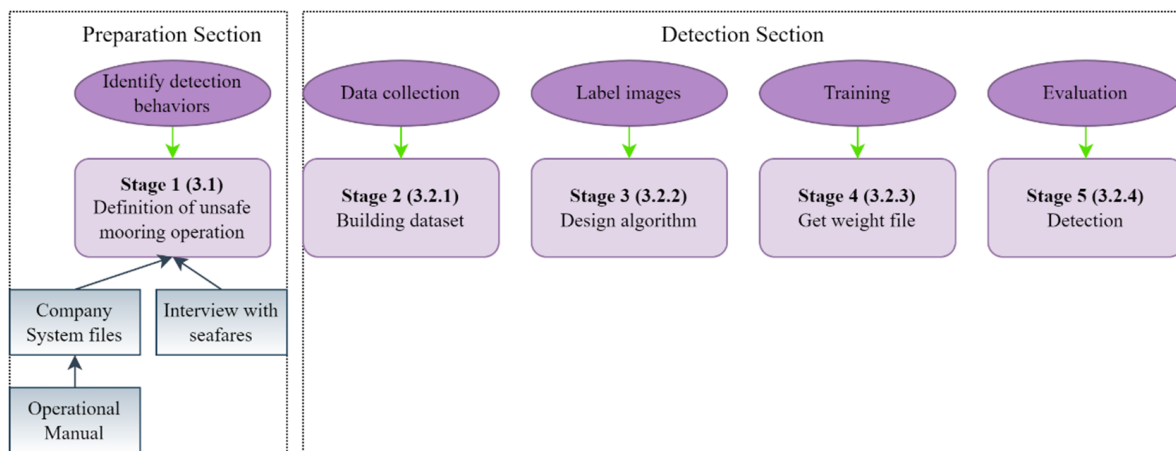 Preparation Section
Identify detection
behaviors
Stage 1 (3.1)
Definition of unsafe
mooring operation
Company
System files
Interview with
seafares
Operational
Manual
Detection Section
Data collection
Label images
Training
Evaluation
Stage 2 (3.2.1)
Building dataset
Stage 3 (3.2.2)
Design algorithm
Stage 4 (3.2.3)
Get weight file
Stage 5 (3.2.4)
Detection